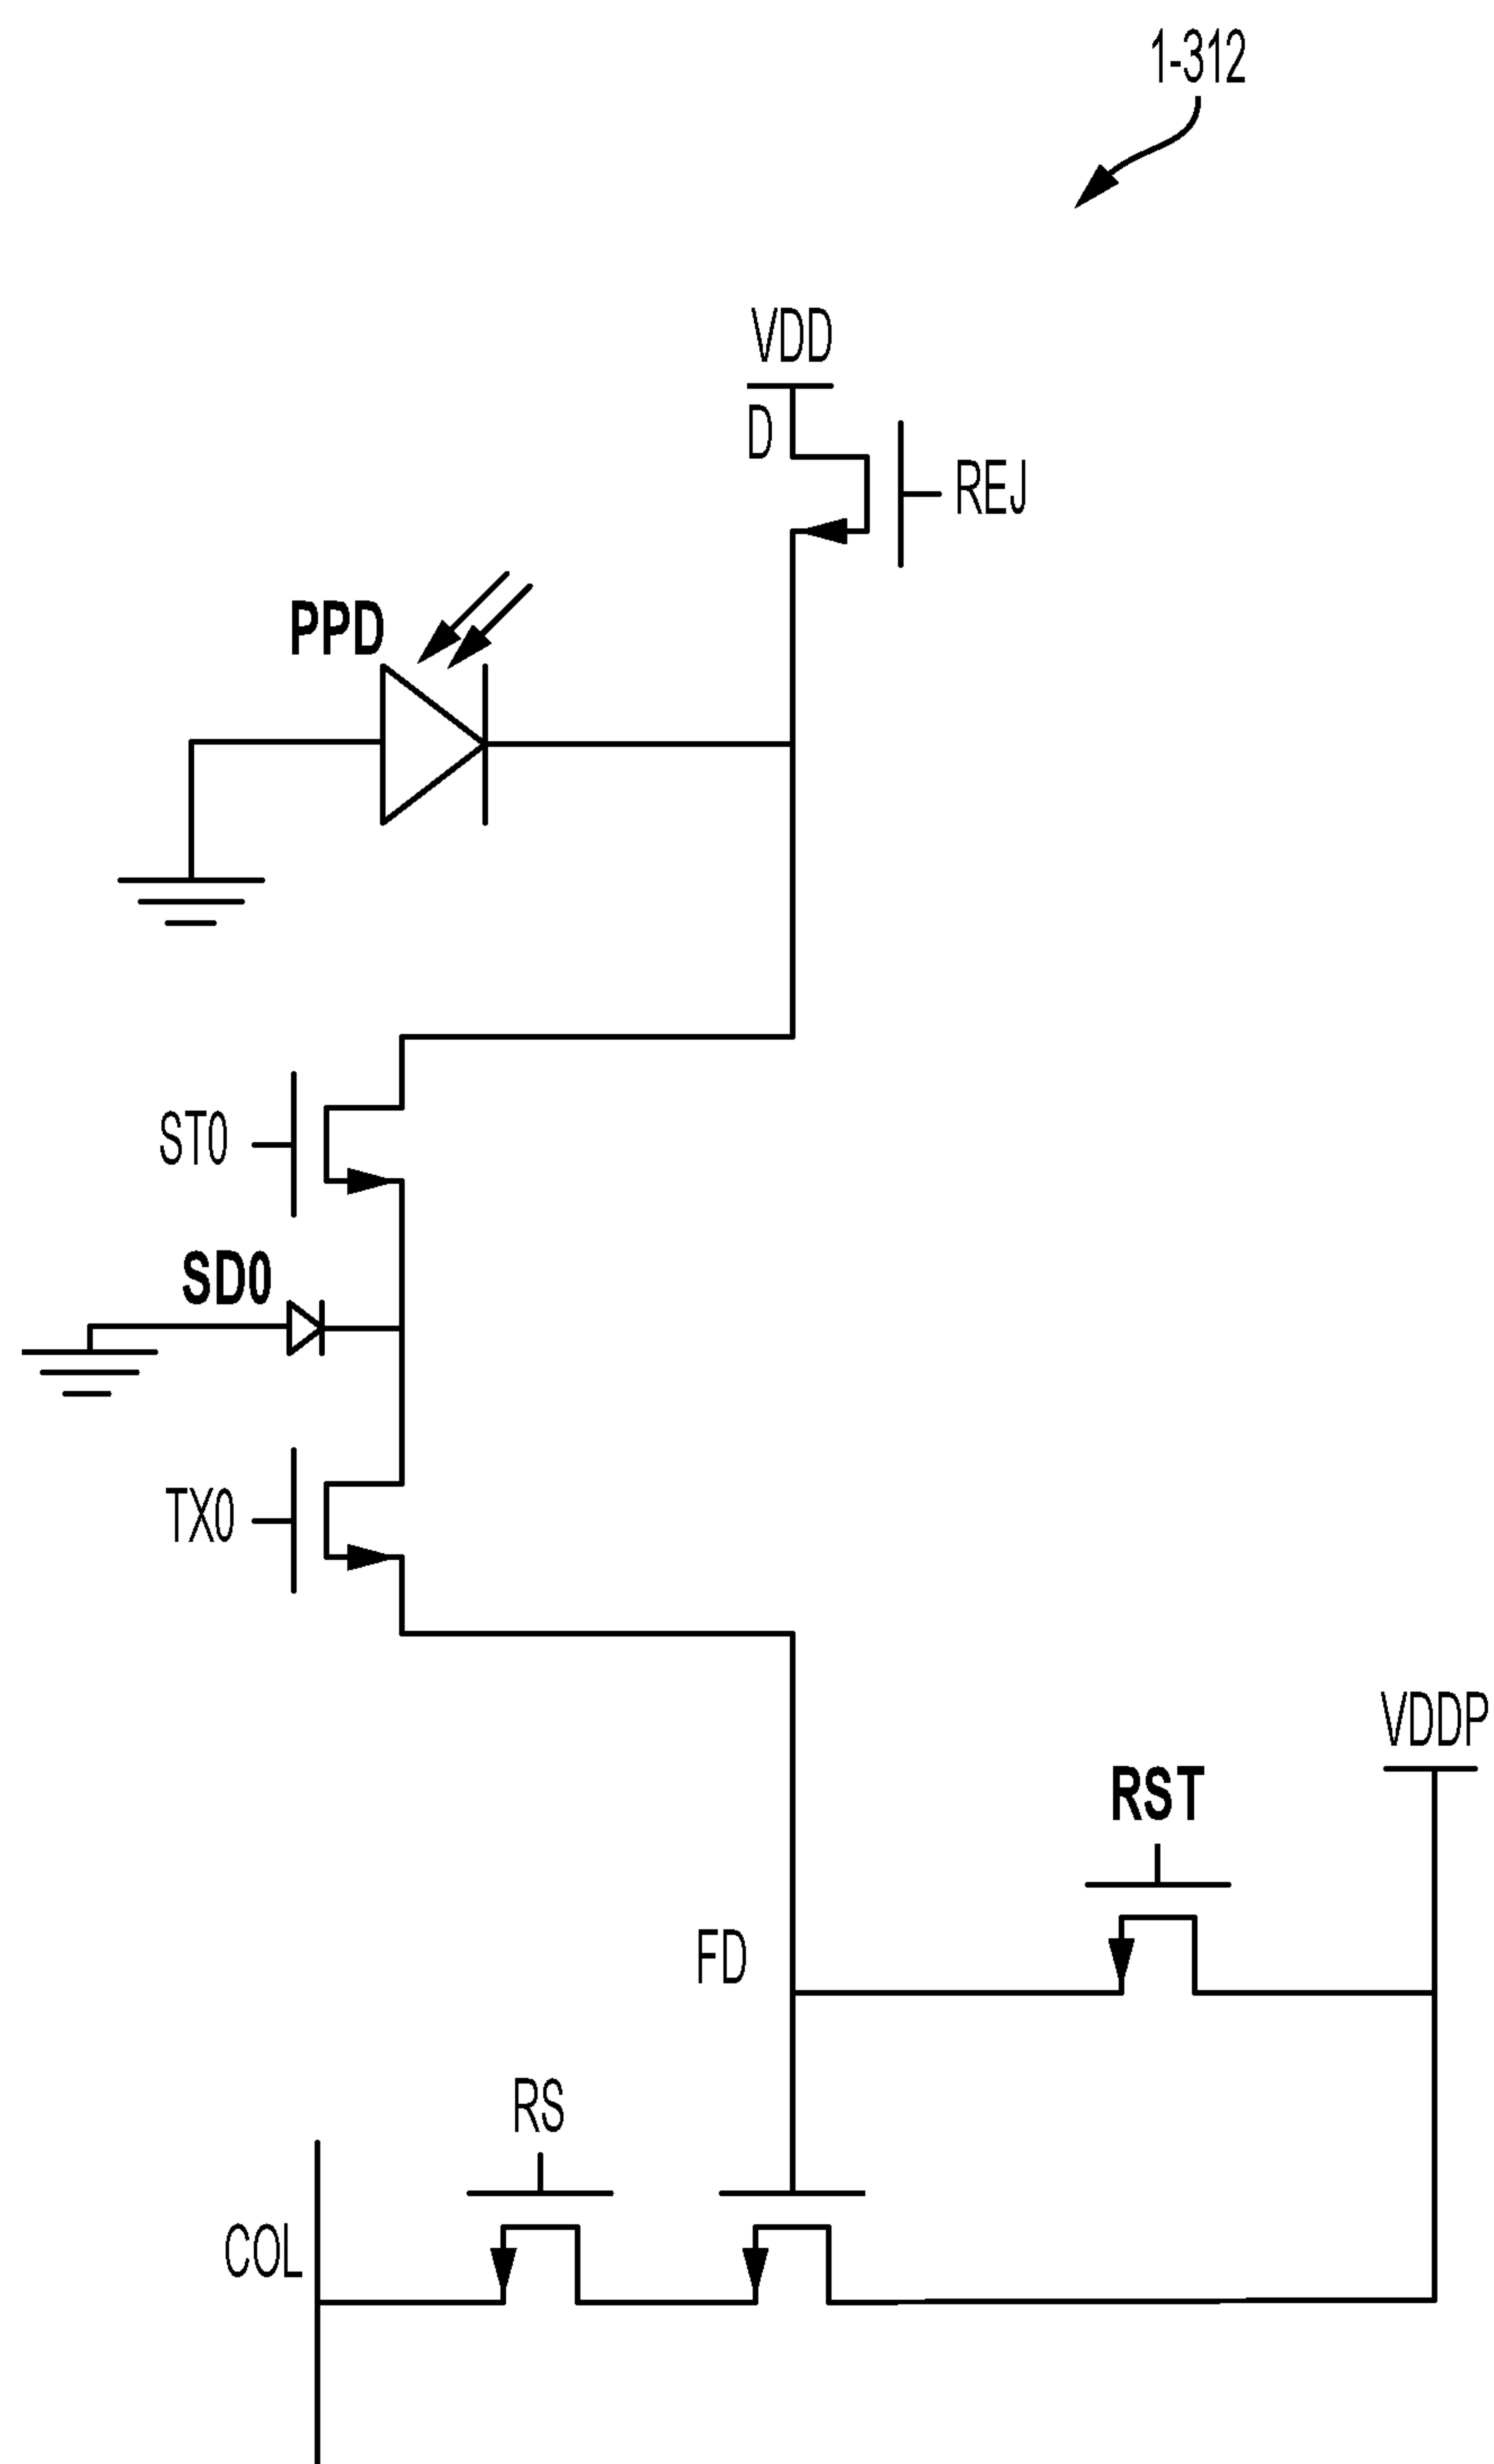 1-312
VDD
D
REJ
PPD
ST0
SD0
TX0
VDDP
RST
FD
RS
COL